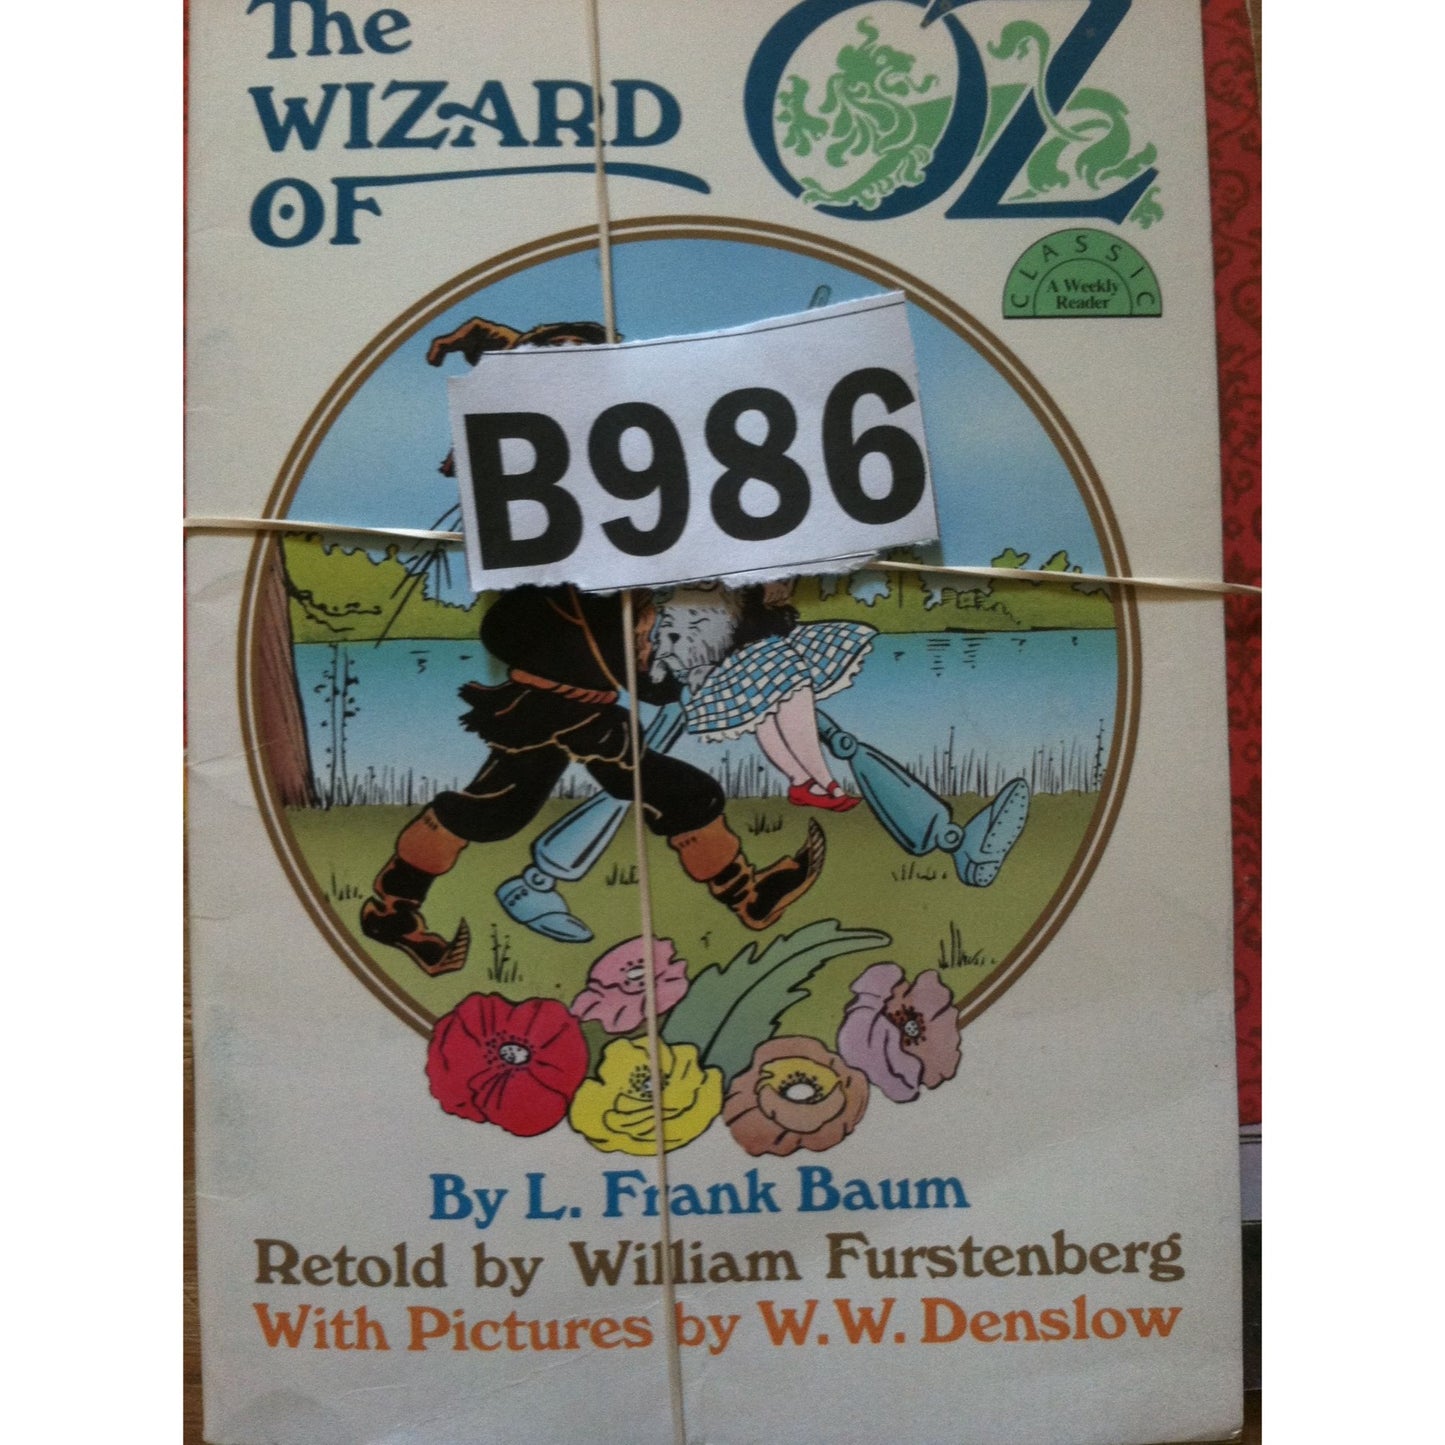 The
WIZARD
OF
OZ
CLASSIC
A Weekly
Reader
B986
By L. Frank Baum
Retold by William Furstenberg
With Pictures by W.W. Denslow